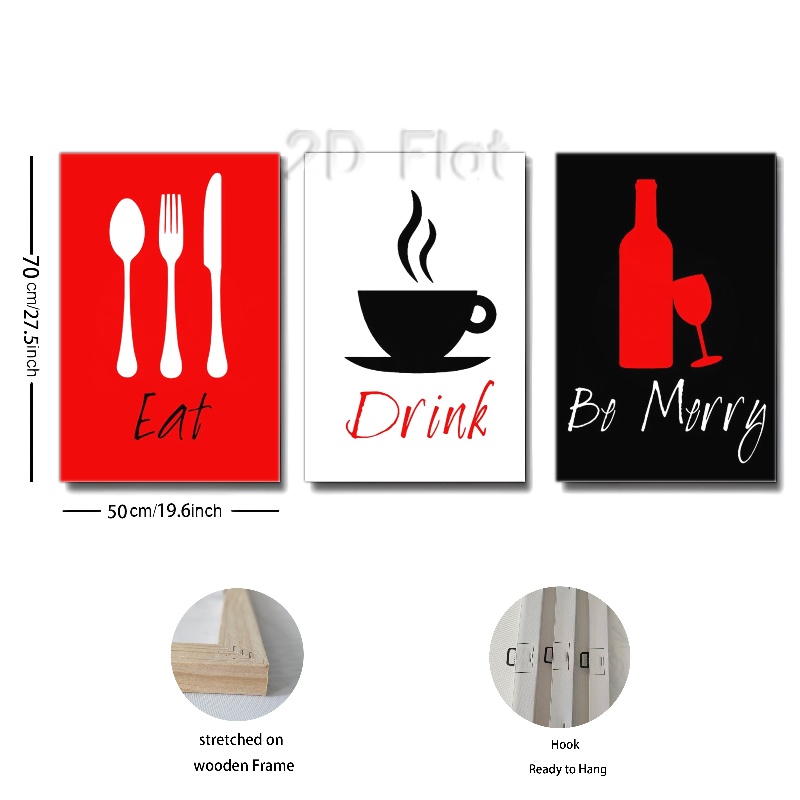 2D Flat
70 cm/27.5inch
Eat
Drink
Be Merry
50cm/19.6inch
stretched on
wooden Frame
Hook
Ready to Hang